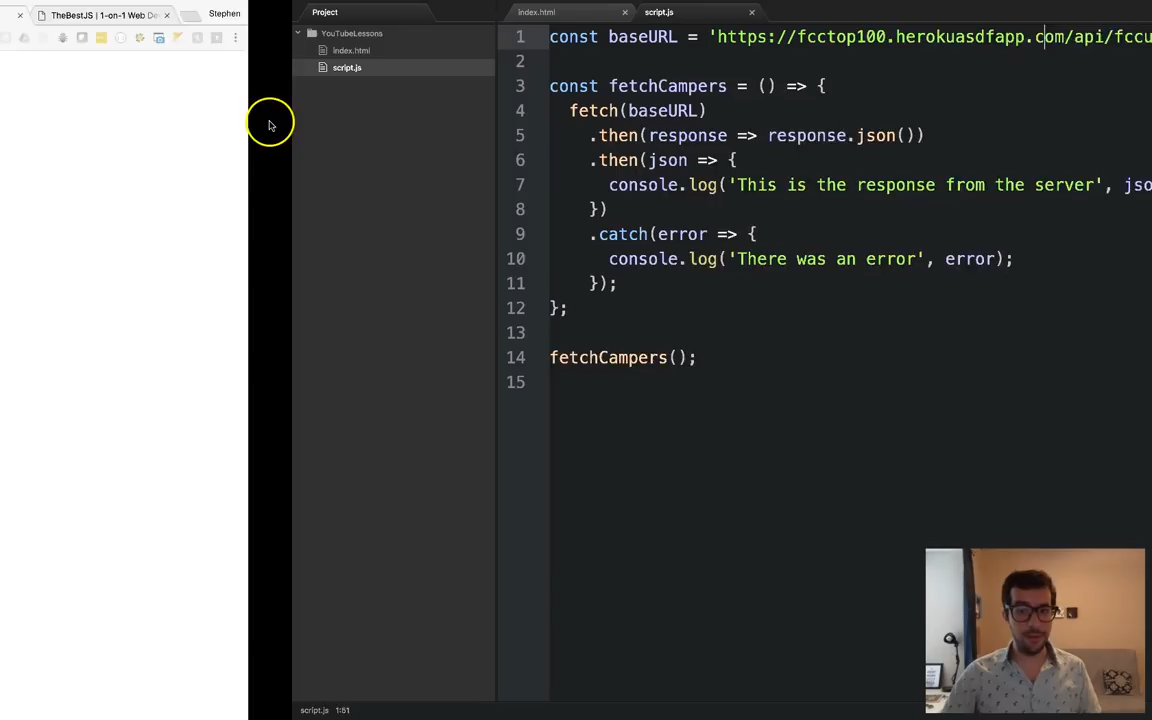 TheBestJS | 1-on-1 Web De
Stephen
Project
YouTubeLessons
index.html
script.js
index.html
script.js
1 const baseURL = 'https://fcctop100.herokuasdfapp.com/api/fccu
2
3 const fetchCampers = () => {
4 fetch(baseURL)
5 .then(response => response.json())
6 .then(json => {
7 console.log('This is the response from the server', jso
8 })
9 .catch(error => {
10 console.log('There was an error', error);
11 });
12 };
13
14 fetchCampers();
15
script.js 1:51